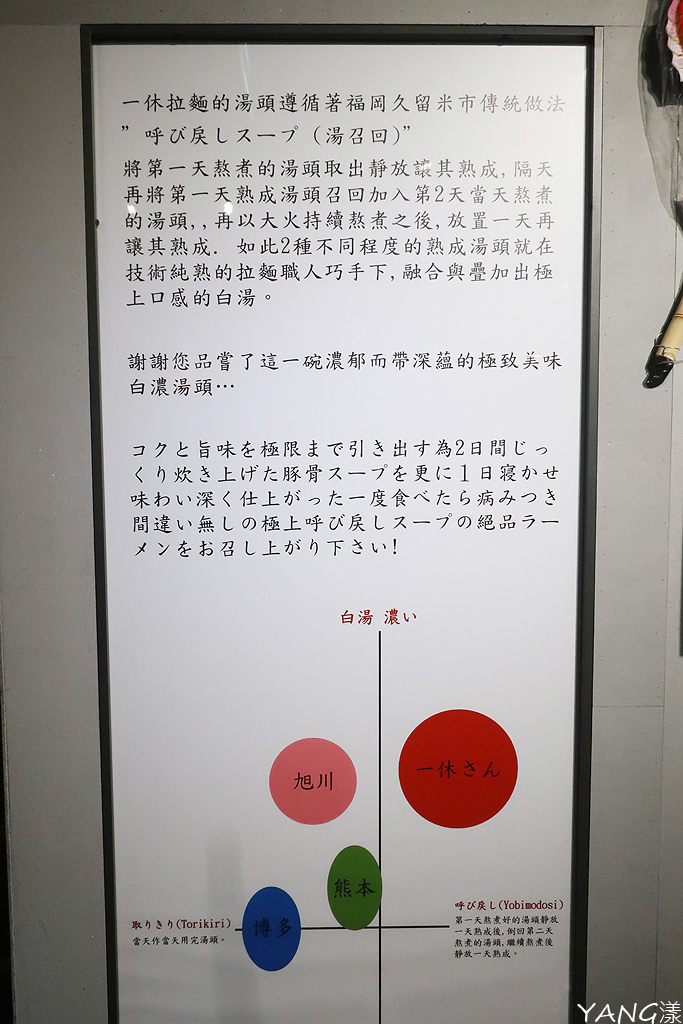 一休拉麵的湯頭遵循著福岡久留米市傳統做法
”呼び戻しスープ (湯召回)”
將第一天熬煮的湯頭取出靜放讓其熟成,隔天
再將第一天熟成湯頭召回加入第2天當天熬煮
的湯頭,,再以大火持續熬煮之後,放置一天再
讓其熟成. 如此2種不同程度的熟成湯頭就在
技術純熟的拉麵職人巧手下,融合與疊加出極
上口感的白湯。
謝謝您品嘗了這一碗濃郁而帶深蘊的極致美味
白濃湯頭…
コクと旨味を極限まで引き出す為2日間じっ
くり炊き上げた豚骨スープを更に1日寝かせ
味わい深く仕上がった一度食べたら病みつき
間違い無しの極上呼び戻しスープの絕品ラー
メンをお召し上がり下さい!
白湯 濃い
旭川
一休さん
熊本
博多
取りきり(Torikiri)
當天作當天用完湯頭。
呼び戻し(Yobimodosi)
第一天熬煮好的湯頭靜放
一天熟成後,倒回第二天
熬煮的湯頭,繼續熬煮後
靜放一天熟成。
YANG漾